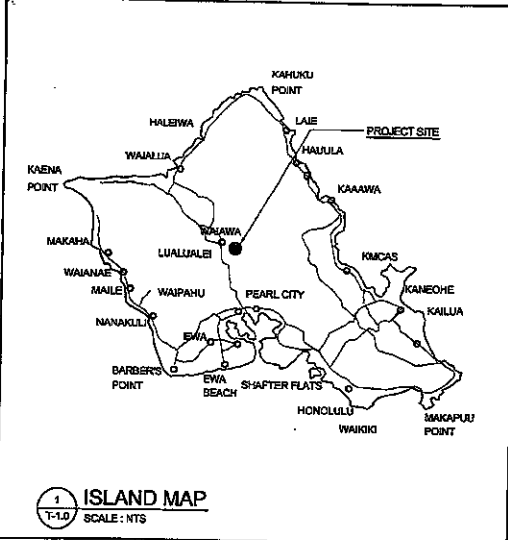 KAHUKU
POINT
LAIE
HALEIWA
PROJECT SITE
HAUULA
WAIALUA
KAENA
POINT
KAAAWA
WAIAWA
MAKAHA
LUALUALEI
KMCAS
WAIANAE
KANEOHE
MAILE
WAIPAHU
PEARL CITY
KAILUA
NANAKULI
EWA
BARBER'S
POINT
EWA
BEACH
SHAFTER FLATS
HONOLULU
WAIKIKI
MAKAPUU
POINT
1
T-1.0
ISLAND MAP
SCALE : NTS